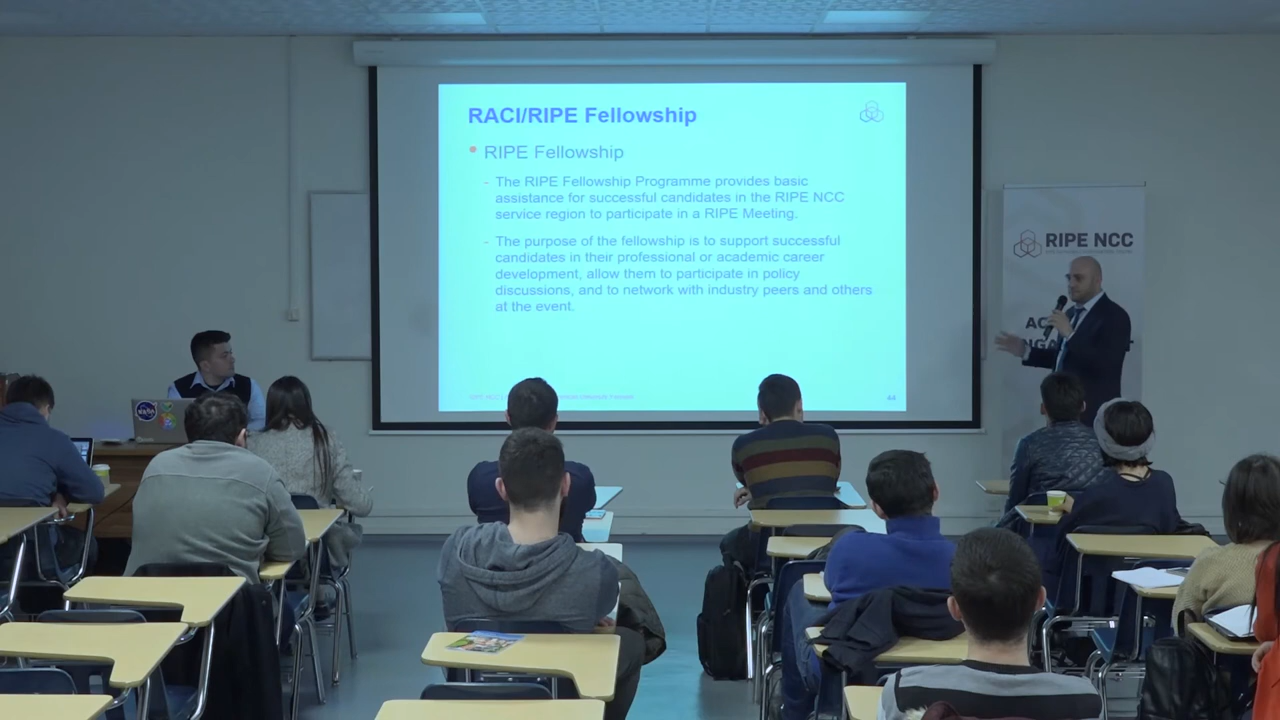 RACI/RIPE Fellowship
• RIPE Fellowship
- The RIPE Fellowship Programme provides basic
assistance for successful candidates in the RIPE NCC
service region to participate in a RIPE Meeting.
- The purpose of the fellowship is to support successful
candidates in their professional or academic career
development, allow them to participate in policy
discussions, and to network with industry peers and others
at the event.
44
RIPE NCC
NASA